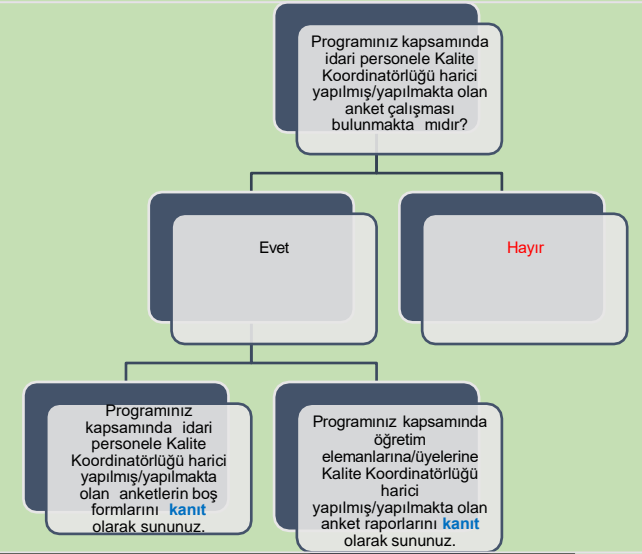 Programınız kapsamında
idari personele Kalite
Koordinatörlüğü harici
yapılmış/yapılmakta olan
anket çalışması
bulunmakta mıdır?
Evet
Hayır
Programınız
kapsamında idari
personele Kalite
Koordinatörlüğü harici
yapılmış/yapılmakta
olan anketlerin boş
formlarını kanıt
olarak sununuz.
Programınız kapsamında
öğretim
elemanlarına/üyelerine
Kalite Koordinatörlüğü
harici
yapılmış/yapılmakta olan
anket raporlarını kanıt
olarak sununuz.